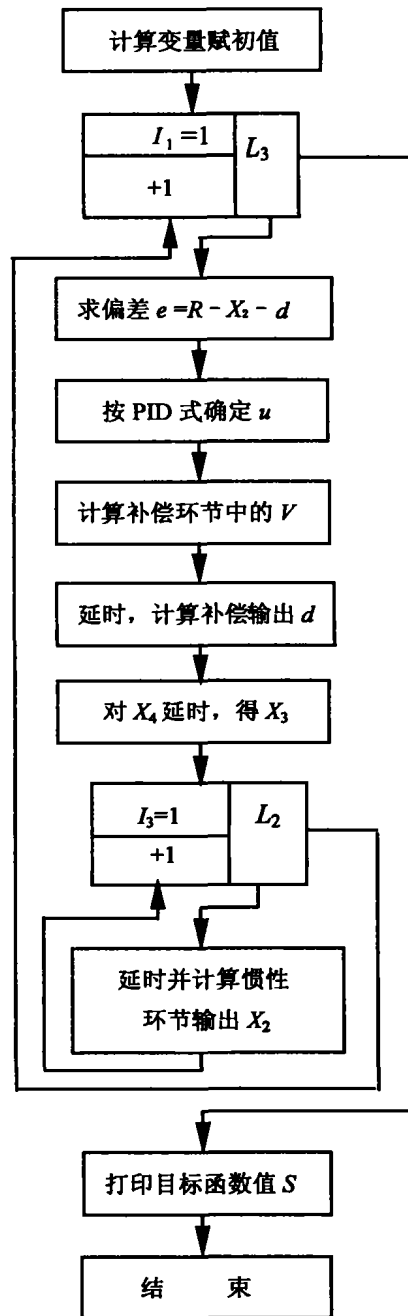 计算变量赋初值
I₁ =1
L₃
+1
求偏差 e =R - X₂ - d
按 PID 式确定 u
计算补偿环节中的 V
延时，计算补偿输出 d
对 X₄ 延时，得 X₃
I₃=1
L₂
+1
延时并计算惯性
环节输出 X₂
打印目标函数值 S
结 束